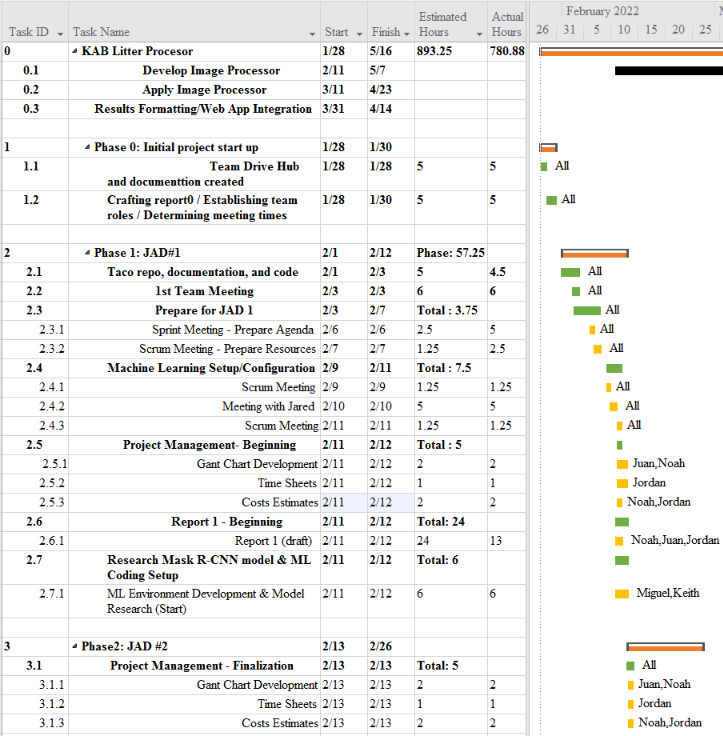 Estimated Actual February 2022
Task ID Task Name Start Finish Hours Hours 26 31 5 10 15 20 25
0 KAB Litter Procesor 1/28 5/16 893.25 780.88
0.1 Develop Image Processor 2/11 5/7
0.2 Apply Image Processor 3/11 4/23
0.3 Results Formatting/Web App Integration 3/31 4/14
1 Phase 0: Initial project start up 1/28 1/30
1.1 Team Drive Hub 1/28 1/28 5 5 All
and documenttion created
1.2 Crafting report0 / Establishing team 1/28 1/30 5 5 All
roles / Determining meeting times
2 Phase 1: JAD#1 2/1 2/12 Phase: 57.25
2.1 Taco repo, documentation, and code 2/1 2/3 5 4.5 All
2.2 1st Team Meeting 2/3 2/3 6 6 All
2.3 Prepare for JAD 1 2/3 2/7 Total : 3.75 All
2.3.1 Sprint Meeting - Prepare Agenda 2/6 2/6 2.5 5 All
2.3.2 Scrum Meeting - Prepare Resources 2/7 2/7 1.25 2.5 All
2.4 Machine Learning Setup/Configuration 2/9 2/11 Total : 7.5
2.4.1 Scrum Meeting 2/9 2/9 1.25 1.25 All
2.4.2 Meeting with Jared 2/10 2/10 5 5 All
2.4.3 Scrum Meeting 2/11 2/11 1.25 1.25 All
2.5 Project Management- Beginning 2/11 2/12 Total : 5
2.5.1 Gant Chart Development 2/11 2/12 2 2 Juan,Noah
2.5.2 Time Sheets 2/11 2/12 1 1 Jordan
2.5.3 Costs Estimates 2/11 2/12 2 2 Noah,Jordan
2.6 Report 1 - Beginning 2/11 2/12 Total: 24
2.6.1 Report 1 (draft) 2/11 2/12 24 13 Noah,Juan,Jordan
2.7 Research Mask R-CNN model & ML 2/11 2/12 Total: 6
Coding Setup
2.7.1 ML Environment Development & Model 2/11 2/12 6 6 Miguel,Keith
Research (Start)
3 Phase2: JAD #2 2/13 2/26
3.1 Project Management - Finalization 2/13 2/13 Total: 5 All
3.1.1 Gant Chart Development 2/13 2/13 2 2 Juan,Noah
3.1.2 Time Sheets 2/13 2/13 1 1 Jordan
3.1.3 Costs Estimates 2/13 2/13 2 2 Noah,Jordan